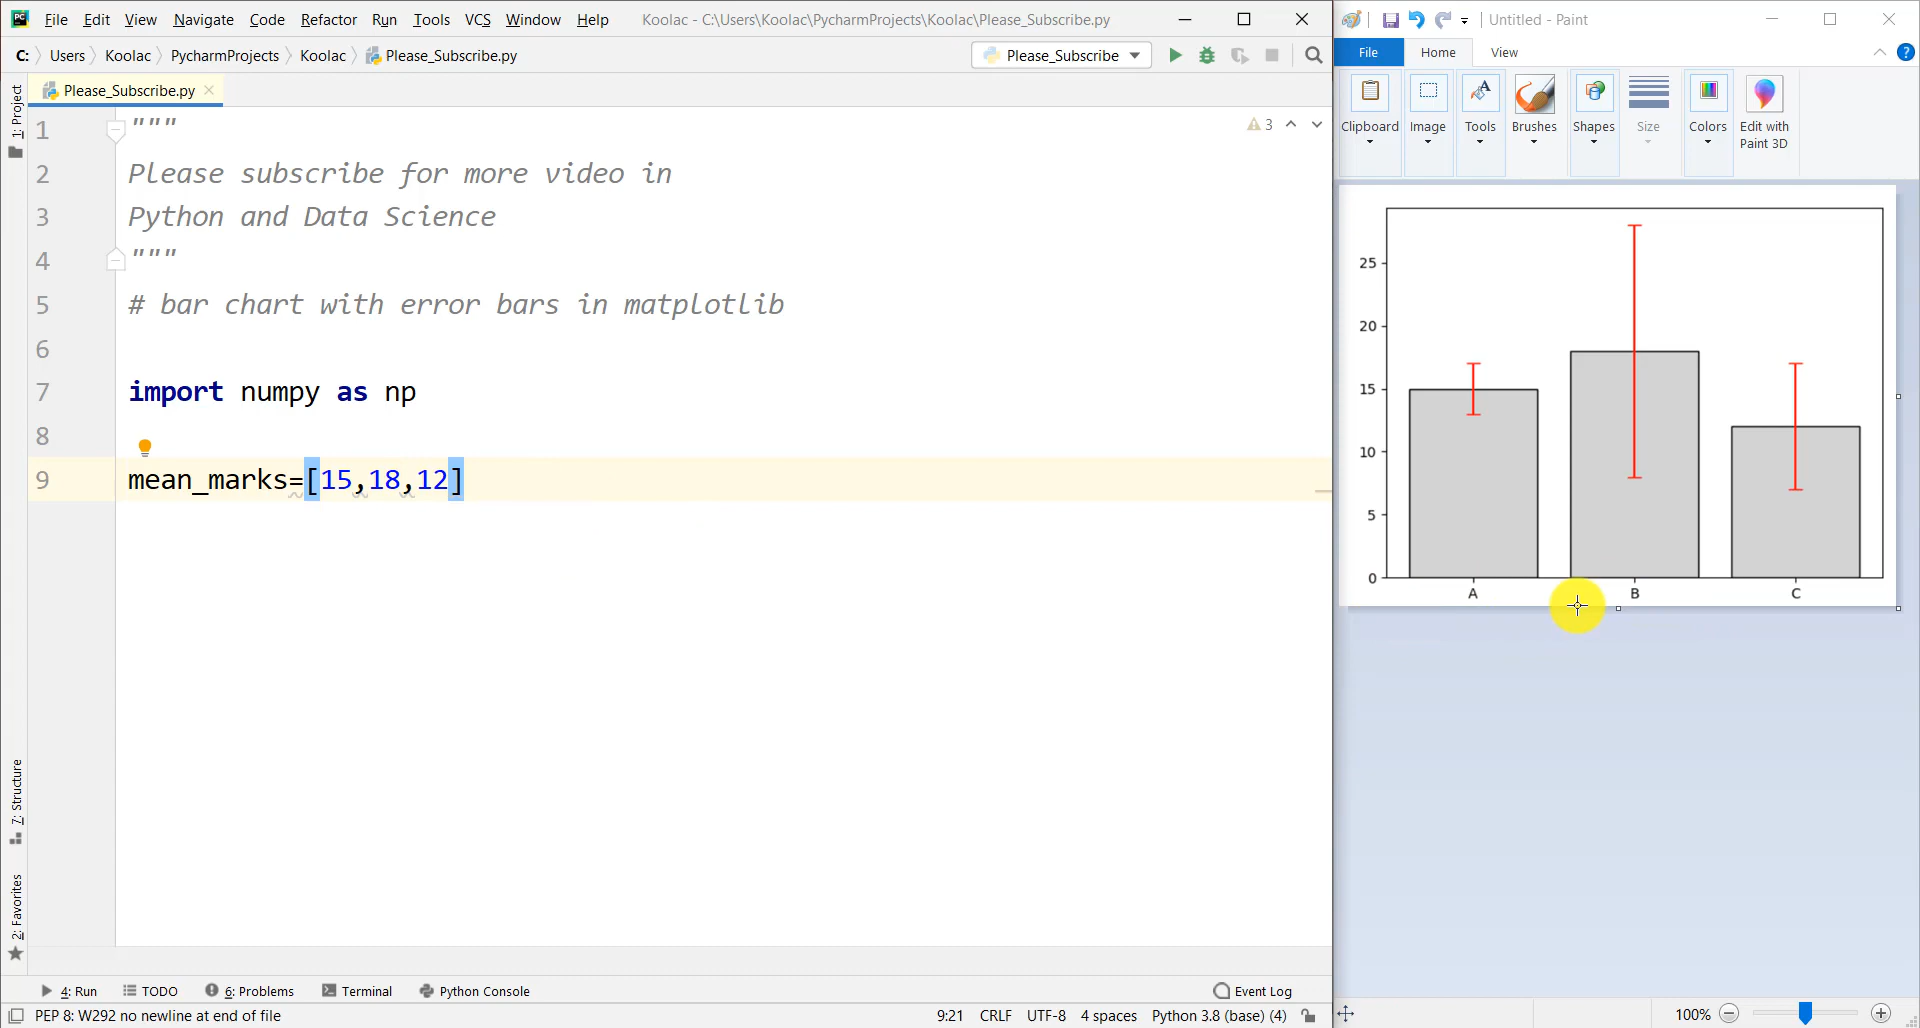 File Edit View Navigate Code Refactor Run Tools VCS Window Help Koolac - C:\Users\Koolac\PycharmProjects\Koolac\Please_Subscribe.py
C: Users Koolac PycharmProjects Koolac Please_Subscribe.py
Please_Subscribe
Please_Subscribe.py
1: Project
3
1 """
2 Please subscribe for more video in
3 Python and Data Science
4 """
5 # bar chart with error bars in matplotlib
6
7 import numpy as np
8
9 mean_marks=[15,18,12]
7: Structure
2: Favorites
4: Run TODO 6: Problems Terminal Python Console Event Log
PEP 8: W292 no newline at end of file 9:21 CRLF UTF-8 4 spaces Python 3.8 (base) (4)
Untitled - Paint
File Home View
Clipboard Image Tools Brushes Shapes Size Colors Edit with
Paint 3D
25
20
15
10
5
0
A B C
100%